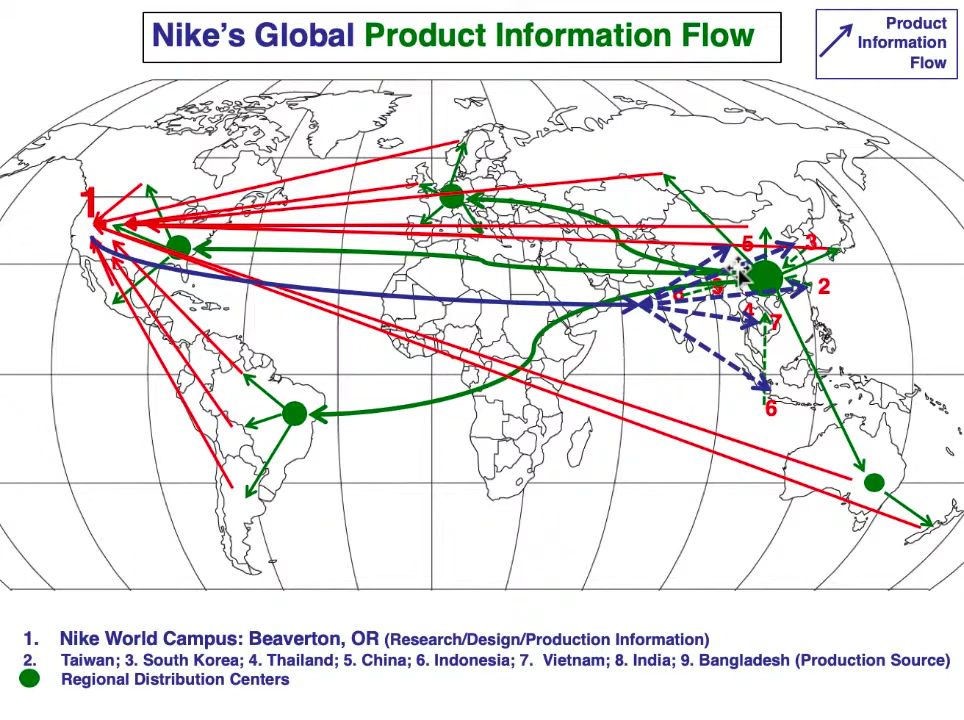 Nike's Global Product Information Flow
Product
Information
Flow
1
5
3
8
9
2
4
7
6
1. Nike World Campus: Beaverton, OR (Research/Design/Production Information)
2. Taiwan; 3. South Korea; 4. Thailand; 5. China; 6. Indonesia; 7. Vietnam; 8. India; 9. Bangladesh (Production Source)
Regional Distribution Centers